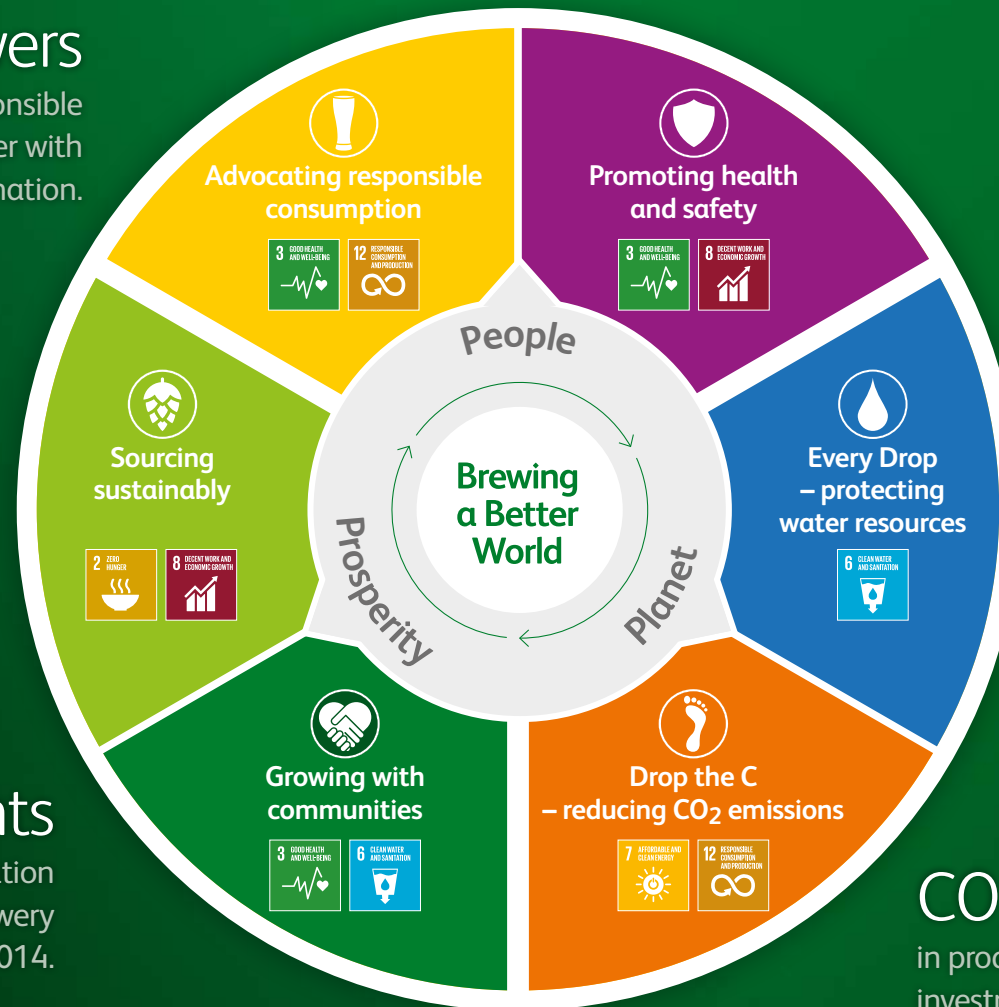 vers
onsible
er with
nation.
Advocating responsible
consumption
3 GOOD HEALTH
AND WELL-BEING
12 RESPONSIBLE
CONSUMPTION
AND PRODUCTION
Promoting health
and safety
3 GOOD HEALTH
AND WELL-BEING
8 DECENT WORK AND
ECONOMIC GROWTH
Sourcing
sustainably
2 ZERO
HUNGER
8 DECENT WORK AND
ECONOMIC GROWTH
People
Brewing
a Better
World
Prosperity
Planet
Every Drop
– protecting
water resources
6 CLEAN WATER
AND SANITATION
Growing with
communities
3 GOOD HEALTH
AND WELL-BEING
6 CLEAN WATER
AND SANITATION
Drop the C
– reducing CO2 emissions
7 AFFORDABLE AND
CLEAN ENERGY
12 RESPONSIBLE
CONSUMPTION
AND PRODUCTION
nts
tion
wery
014.
CO
in proc
invest